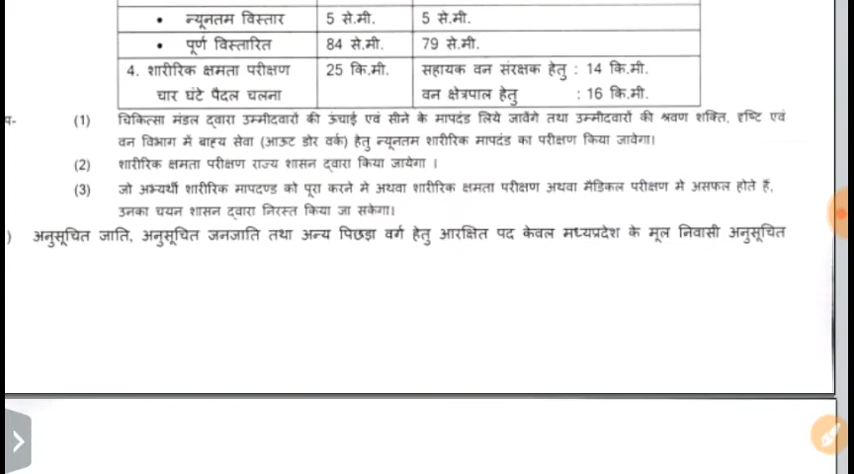 • न्यूनतम विस्तार 5 से.मी. 5 से.मी.
• पूर्ण विस्तारित 84 से.मी. 79 से.मी.
4. शारीरिक क्षमता परीक्षण 25 कि.मी. सहायक वन संरक्षक हेतु : 14 कि.मी.
चार घंटे पैदल चलना वन क्षेत्रपाल हेतु : 16 कि.मी.
प- (1) चिकित्सा मंडल द्वारा उम्मीदवारों की ऊंचाई एवं सीने के मापदंड लिये जावेंगे तथा उम्मीदवारों की श्रवण शक्ति, दृष्टि एवं
वन विभाग में बाह्य सेवा (आऊट डोर वर्क) हेतु न्यूनतम शारीरिक मापदंड का परीक्षण किया जावेगा।
(2) शारीरिक क्षमता परीक्षण राज्य शासन द्वारा किया जायेगा ।
(3) जो अभ्यर्थी शारीरिक मापदण्ड को पूरा करने मे अथवा शारीरिक क्षमता परीक्षण अथवा मैडिकल परीक्षण मे असफल होते हैं,
उनका चयन शासन द्वारा निरस्त किया जा सकेगा।
) अनुसूचित जाति, अनुसूचित जनजाति तथा अन्य पिछड़ा वर्ग हेतु आरक्षित पद केवल मध्यप्रदेश के मूल निवासी अनुसूचित